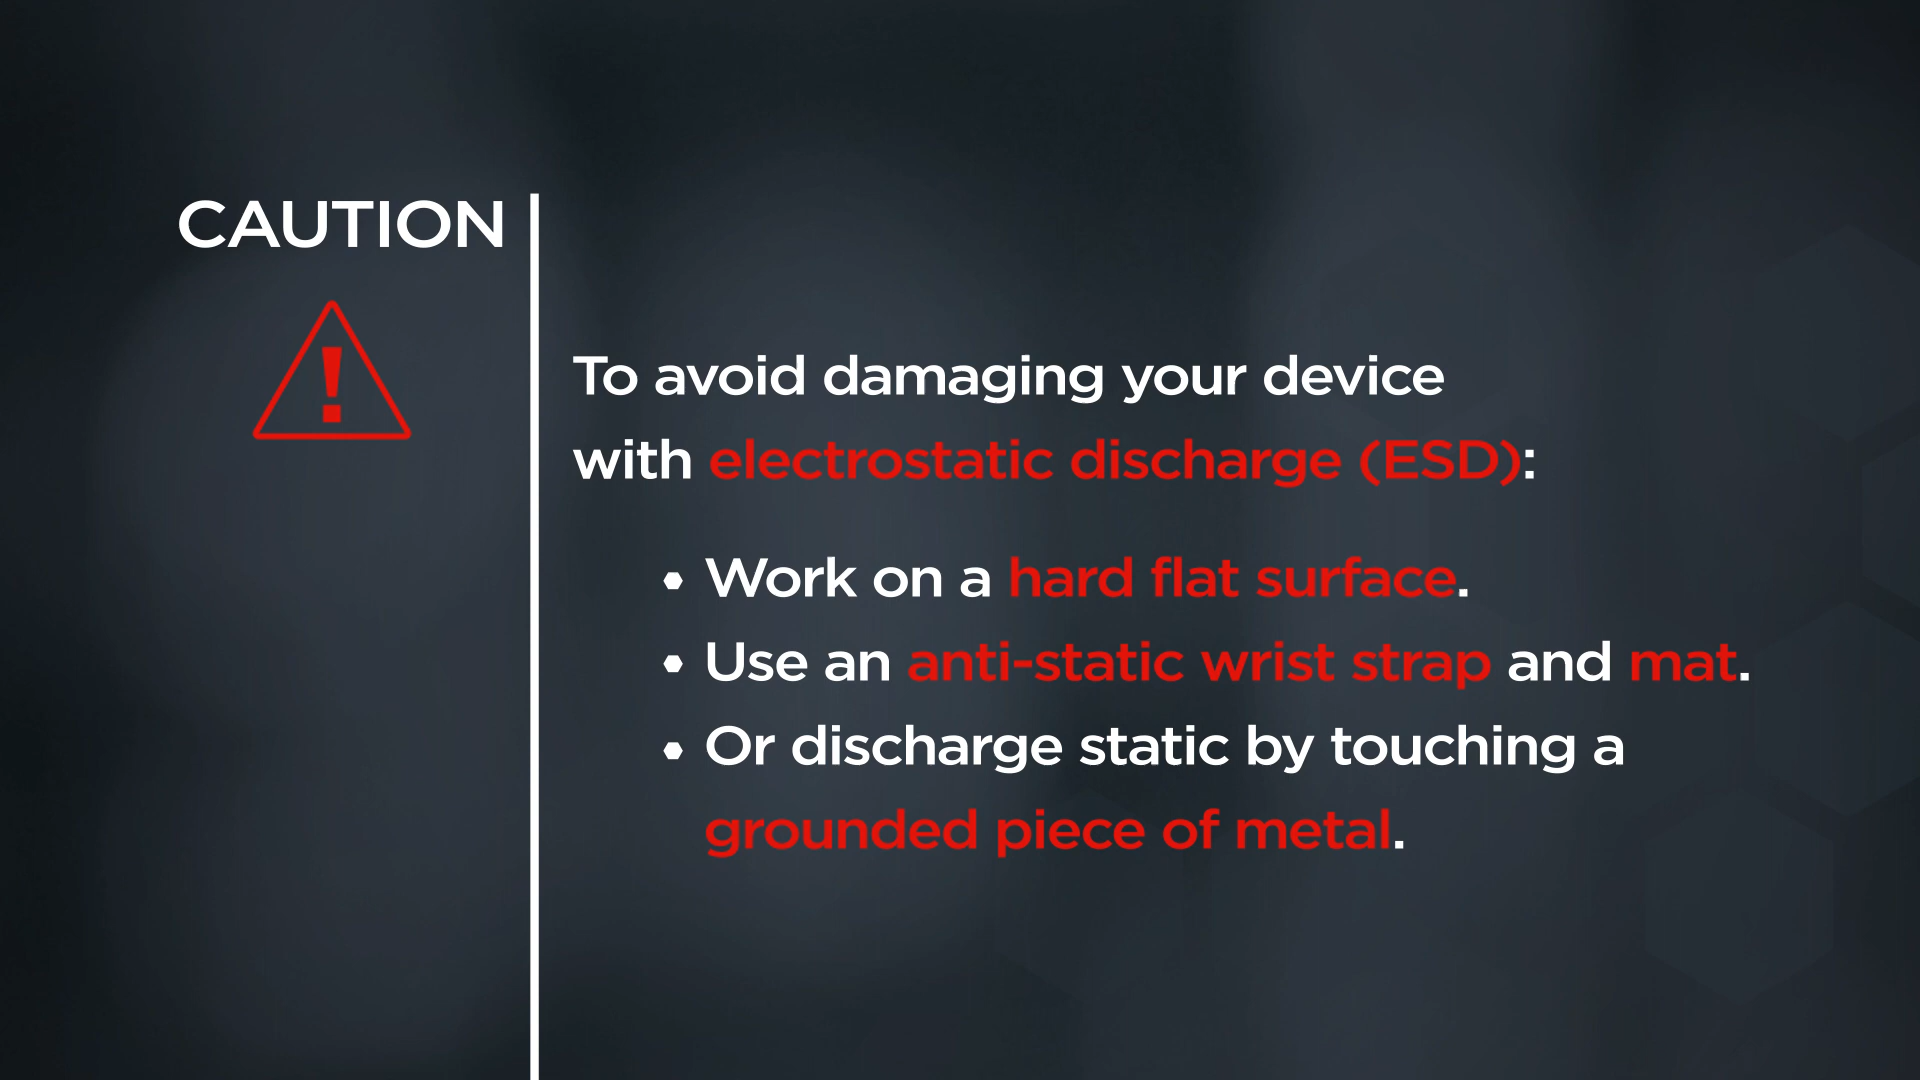 CAUTION
!
To avoid damaging your device
with electrostatic discharge (ESD):
• Work on a hard flat surface.
• Use an anti-static wrist strap and mat.
• Or discharge static by touching a
grounded piece of metal.